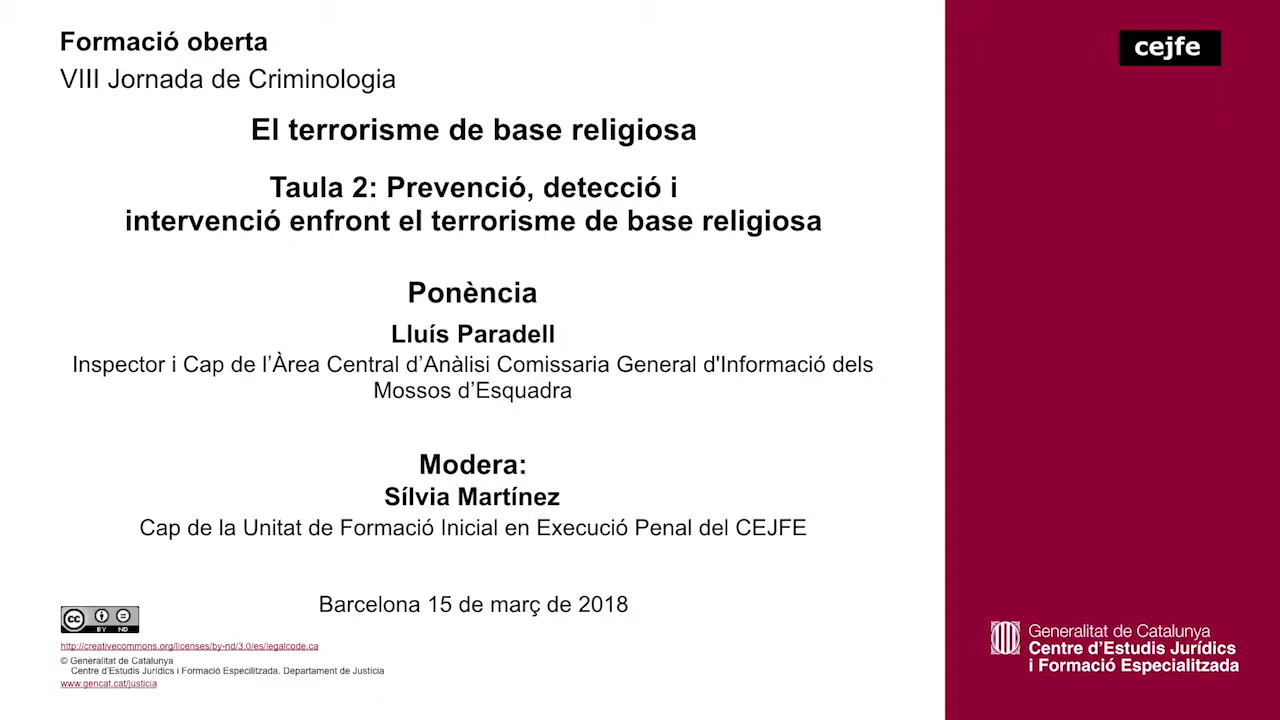 Formació oberta
VIII Jornada de Criminologia
El terrorisme de base religiosa
Taula 2: Prevenció, detecció i
intervenció enfront el terrorisme de base religiosa
Ponència
Lluís Paradell
Inspector i Cap de l’Àrea Central d’Anàlisi Comissaria General d'Informació dels
Mossos d’Esquadra
Modera:
Sílvia Martínez
Cap de la Unitat de Formació Inicial en Execució Penal del CEJFE
Barcelona 15 de març de 2018
cc
BY ND
http://creativecommons.org/licenses/by-nd/3.0/es/legalcode.ca
© Generalitat de Catalunya
Centre d’Estudis Jurídics i Formació Especilitzada. Departament de Justícia
www.gencat.cat/justicia
cejfe
Generalitat de Catalunya
Centre d’Estudis Jurídics
i Formació Especialitzada